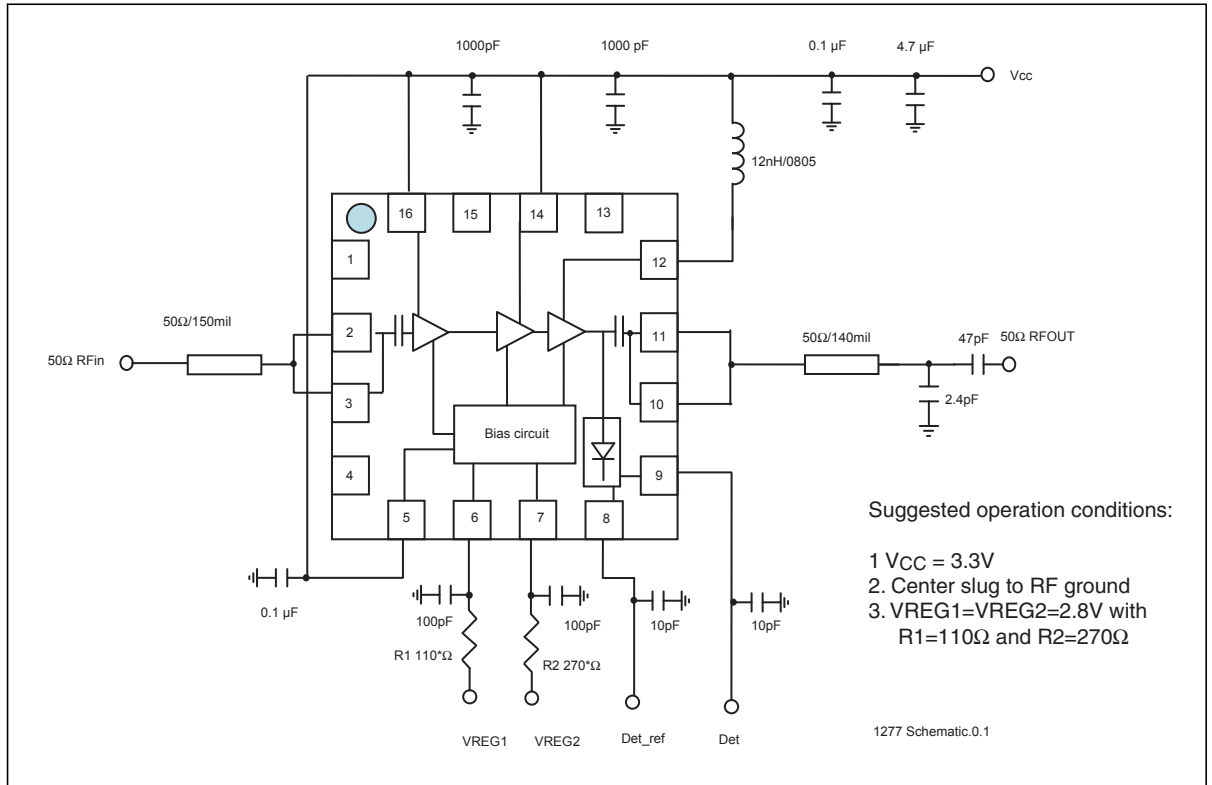 1000pF
1000 pF
0.1 µF
4.7 µF
Vcc
12nH/0805
16
15
14
13
1
12
50Ω/150mil
2
11
50Ω/140mil
47pF
50Ω RFOUT
50Ω RFin
3
10
2.4pF
Bias circuit
4
9
5
6
7
8
Suggested operation conditions:
1 VCC = 3.3V
2. Center slug to RF ground
3. VREG1=VREG2=2.8V with
R1=110Ω and R2=270Ω
0.1 µF
100pF
100pF
10pF
10pF
R1 110*Ω
R2 270*Ω
VREG1
VREG2
Det_ref
Det
1277 Schematic.0.1